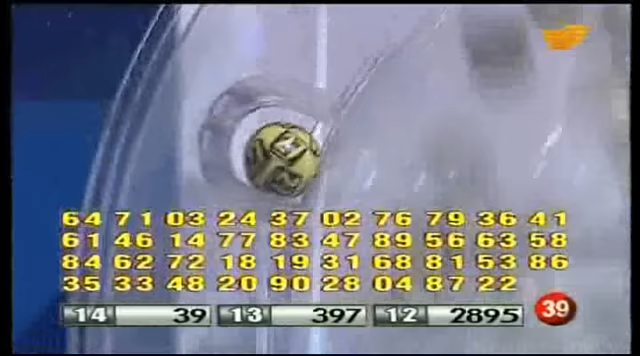 64 71 03 24 37 02 76 79 36 41
61 46 14 77 83 47 89 56 63 58
84 62 72 18 19 31 68 81 53 86
35 33 48 20 90 28 04 87 22
14 39 13 397 12 2895 39